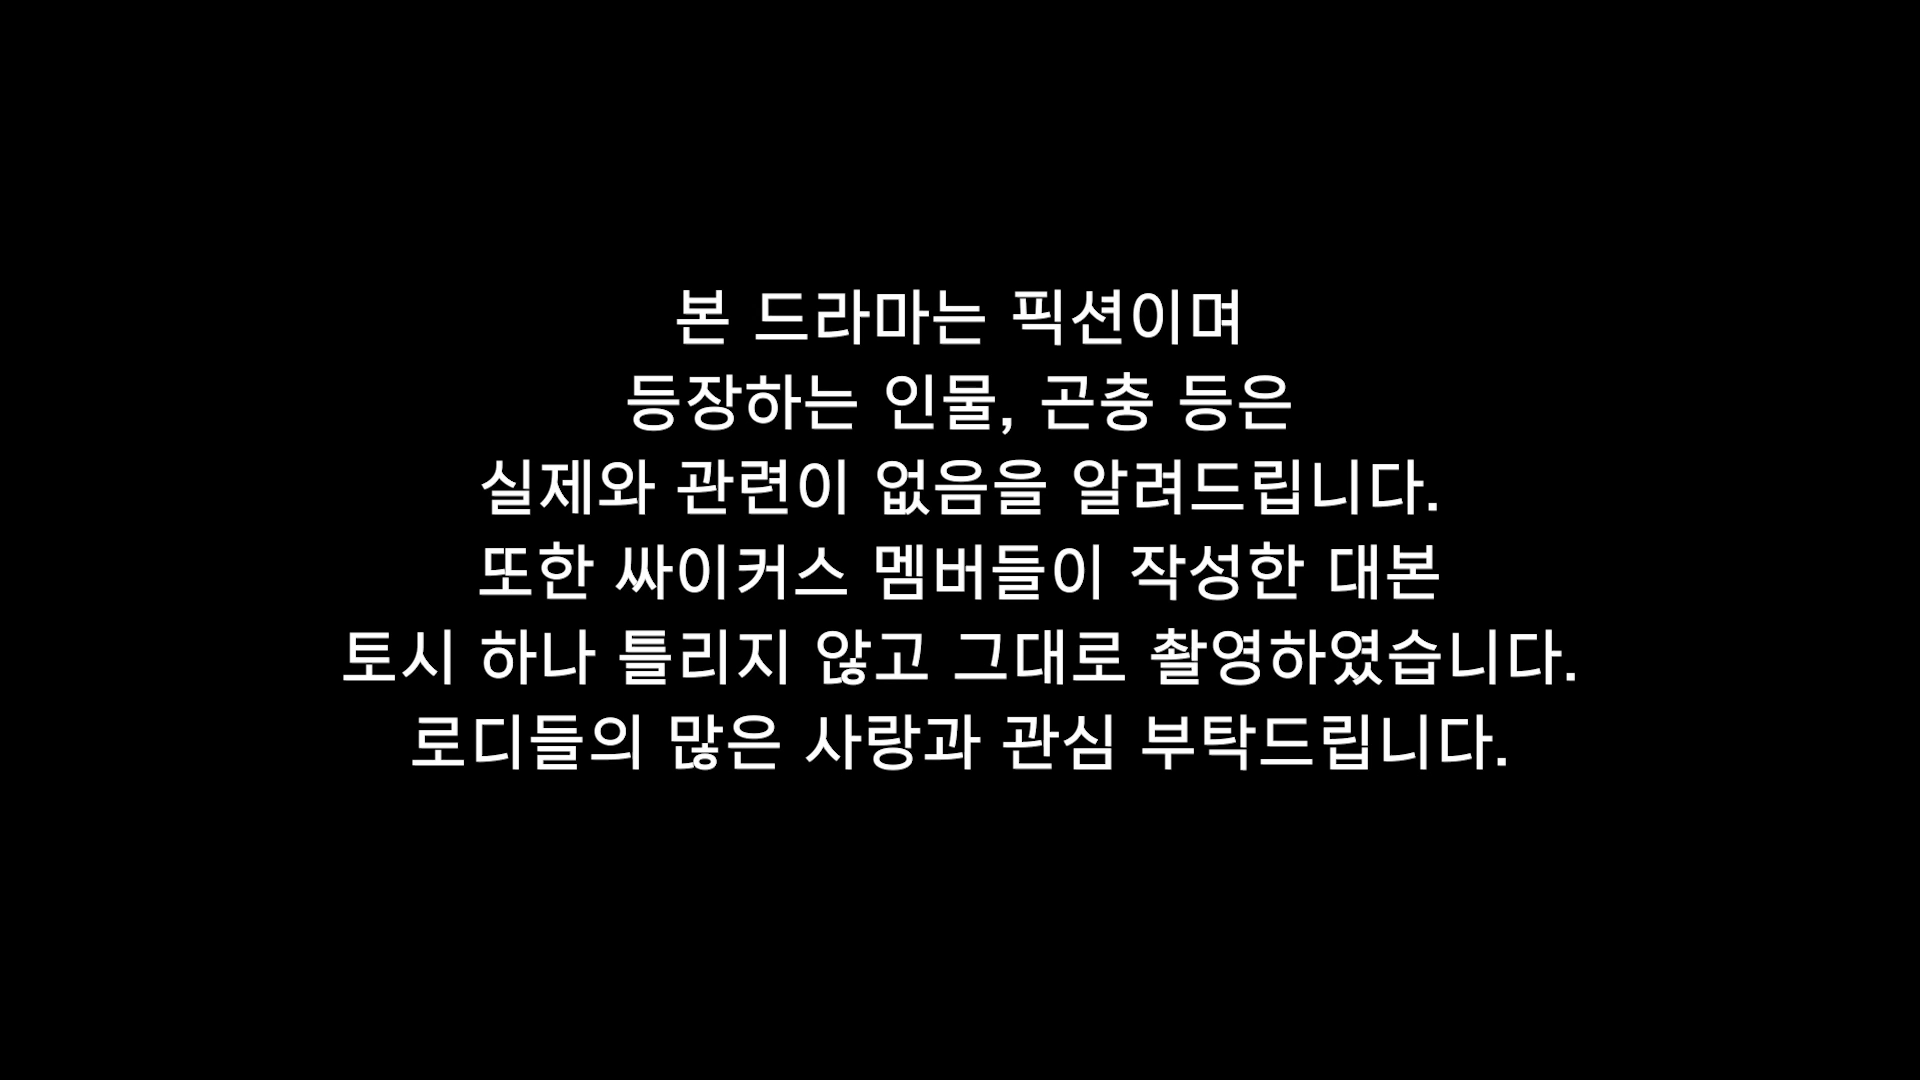 본 드라마는 픽션이며
등장하는 인물, 곤충 등은
실제와 관련이 없음을 알려드립니다.
또한 싸이커스 멤버들이 작성한 대본
토시 하나 틀리지 않고 그대로 촬영하였습니다.
로디들의 많은 사랑과 관심 부탁드립니다.